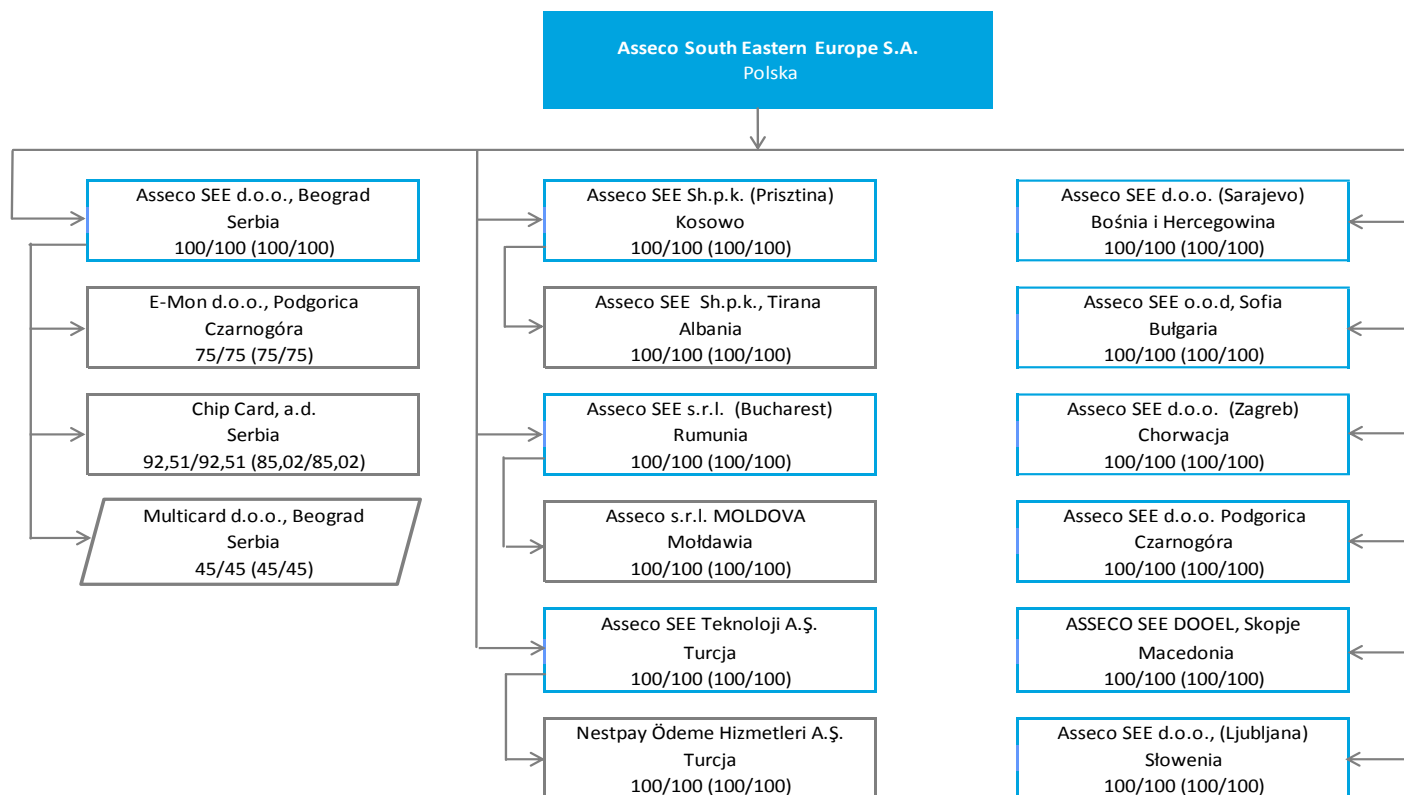 Asseco South Eastern Europe S.A.
Polska
Asseco SEE d.o.o., Beograd
Serbia
100/100 (100/100)
E-Mon d.o.o., Podgorica
Czarnogóra
75/75 (75/75)
Chip Card, a.d.
Serbia
92,51/92,51 (85,02/85,02)
Multicard d.o.o., Beograd
Serbia
45/45 (45/45)
Asseco SEE Sh.p.k. (Prisztina)
Kosowo
100/100 (100/100)
Asseco SEE Sh.p.k., Tirana
Albania
100/100 (100/100)
Asseco SEE s.r.l. (Bucharest)
Rumunia
100/100 (100/100)
Asseco s.r.l. MOLDOVA
Mołdawia
100/100 (100/100)
Asseco SEE Teknoloji A.Ş.
Turcja
100/100 (100/100)
Nestpay Ödeme Hizmetleri A.Ş.
Turcja
100/100 (100/100)
Asseco SEE d.o.o. (Sarajevo)
Bośnia i Hercegowina
100/100 (100/100)
Asseco SEE o.o.d, Sofia
Bułgaria
100/100 (100/100)
Asseco SEE d.o.o. (Zagreb)
Chorwacja
100/100 (100/100)
Asseco SEE d.o.o. Podgorica
Czarnogóra
100/100 (100/100)
ASSECO SEE DOOEL, Skopje
Macedonia
100/100 (100/100)
Asseco SEE d.o.o., (Ljubljana)
Słowenia
100/100 (100/100)